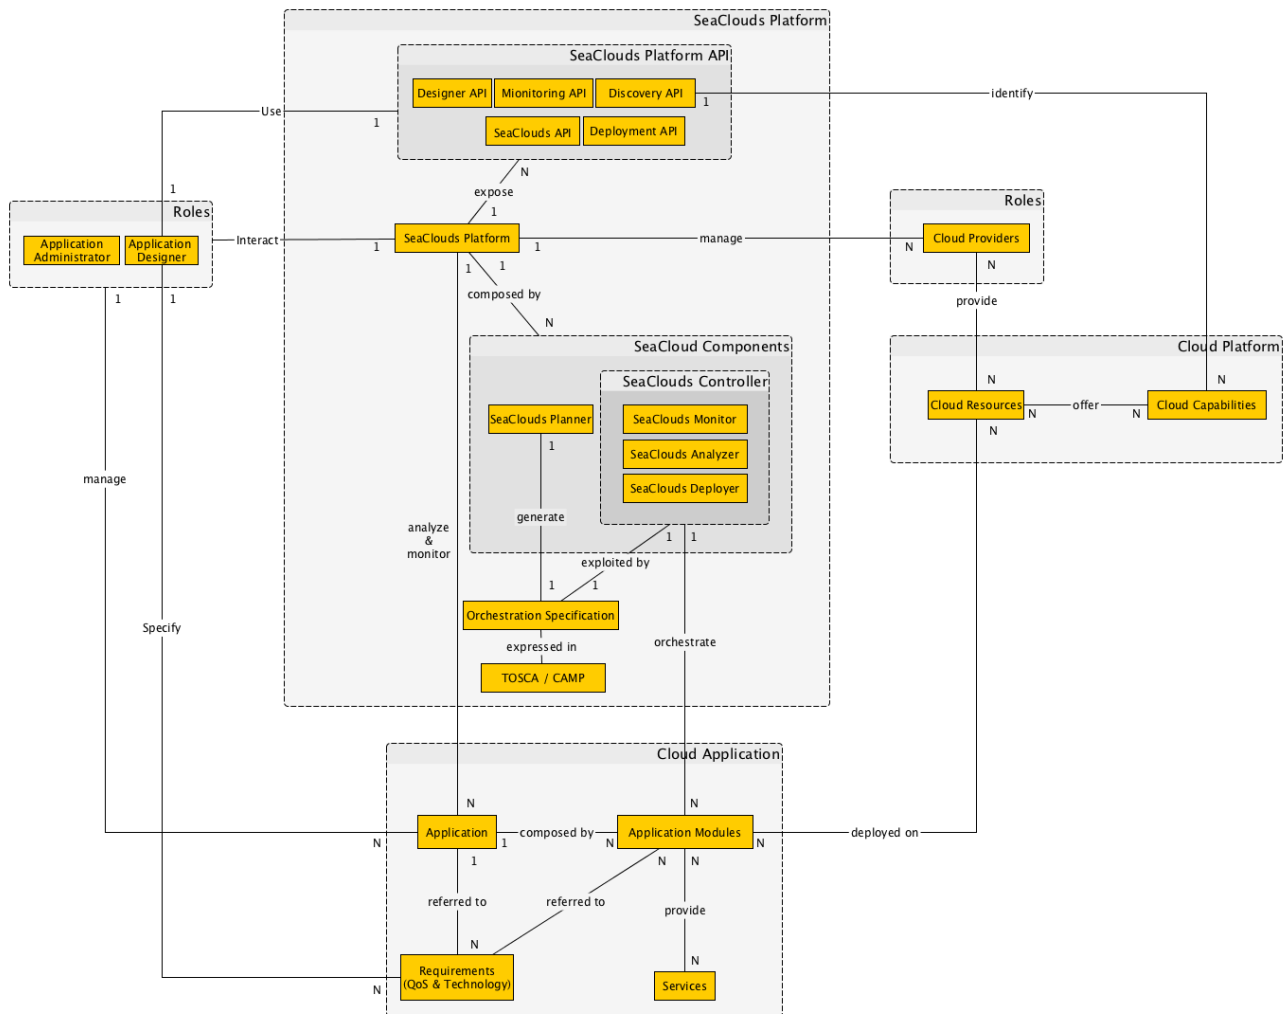 SeaClouds Platform
SeaClouds Platform API
Designer API
Mionitoring API
Discovery API
1
identify
Use
1
SeaClouds API
Deployment API
N
expose
1
1
Roles
Roles
Application
Administrator
Application
Designer
Interact
1
SeaClouds Platform
1
manage
N
Cloud Providers
1
1
N
composed by
N
1
1
provide
SeaCloud Components
Cloud Platform
SeaClouds Controller
N
N
SeaClouds Planner
SeaClouds Monitor
Cloud Resources
N
offer
N
Cloud Capabilities
1
N
SeaClouds Analyzer
SeaClouds Deployer
manage
generate
analyze
&
monitor
1
1
exploited by
1
1
Orchestration Specification
Specify
expressed in
orchestrate
TOSCA / CAMP
Cloud Application
N
N
Application
1
composed by
N
Application Modules
N
deployed on
N
1
N
N
referred to
referred to
provide
N
N
Requirements
(QoS & Technology)
N
Services